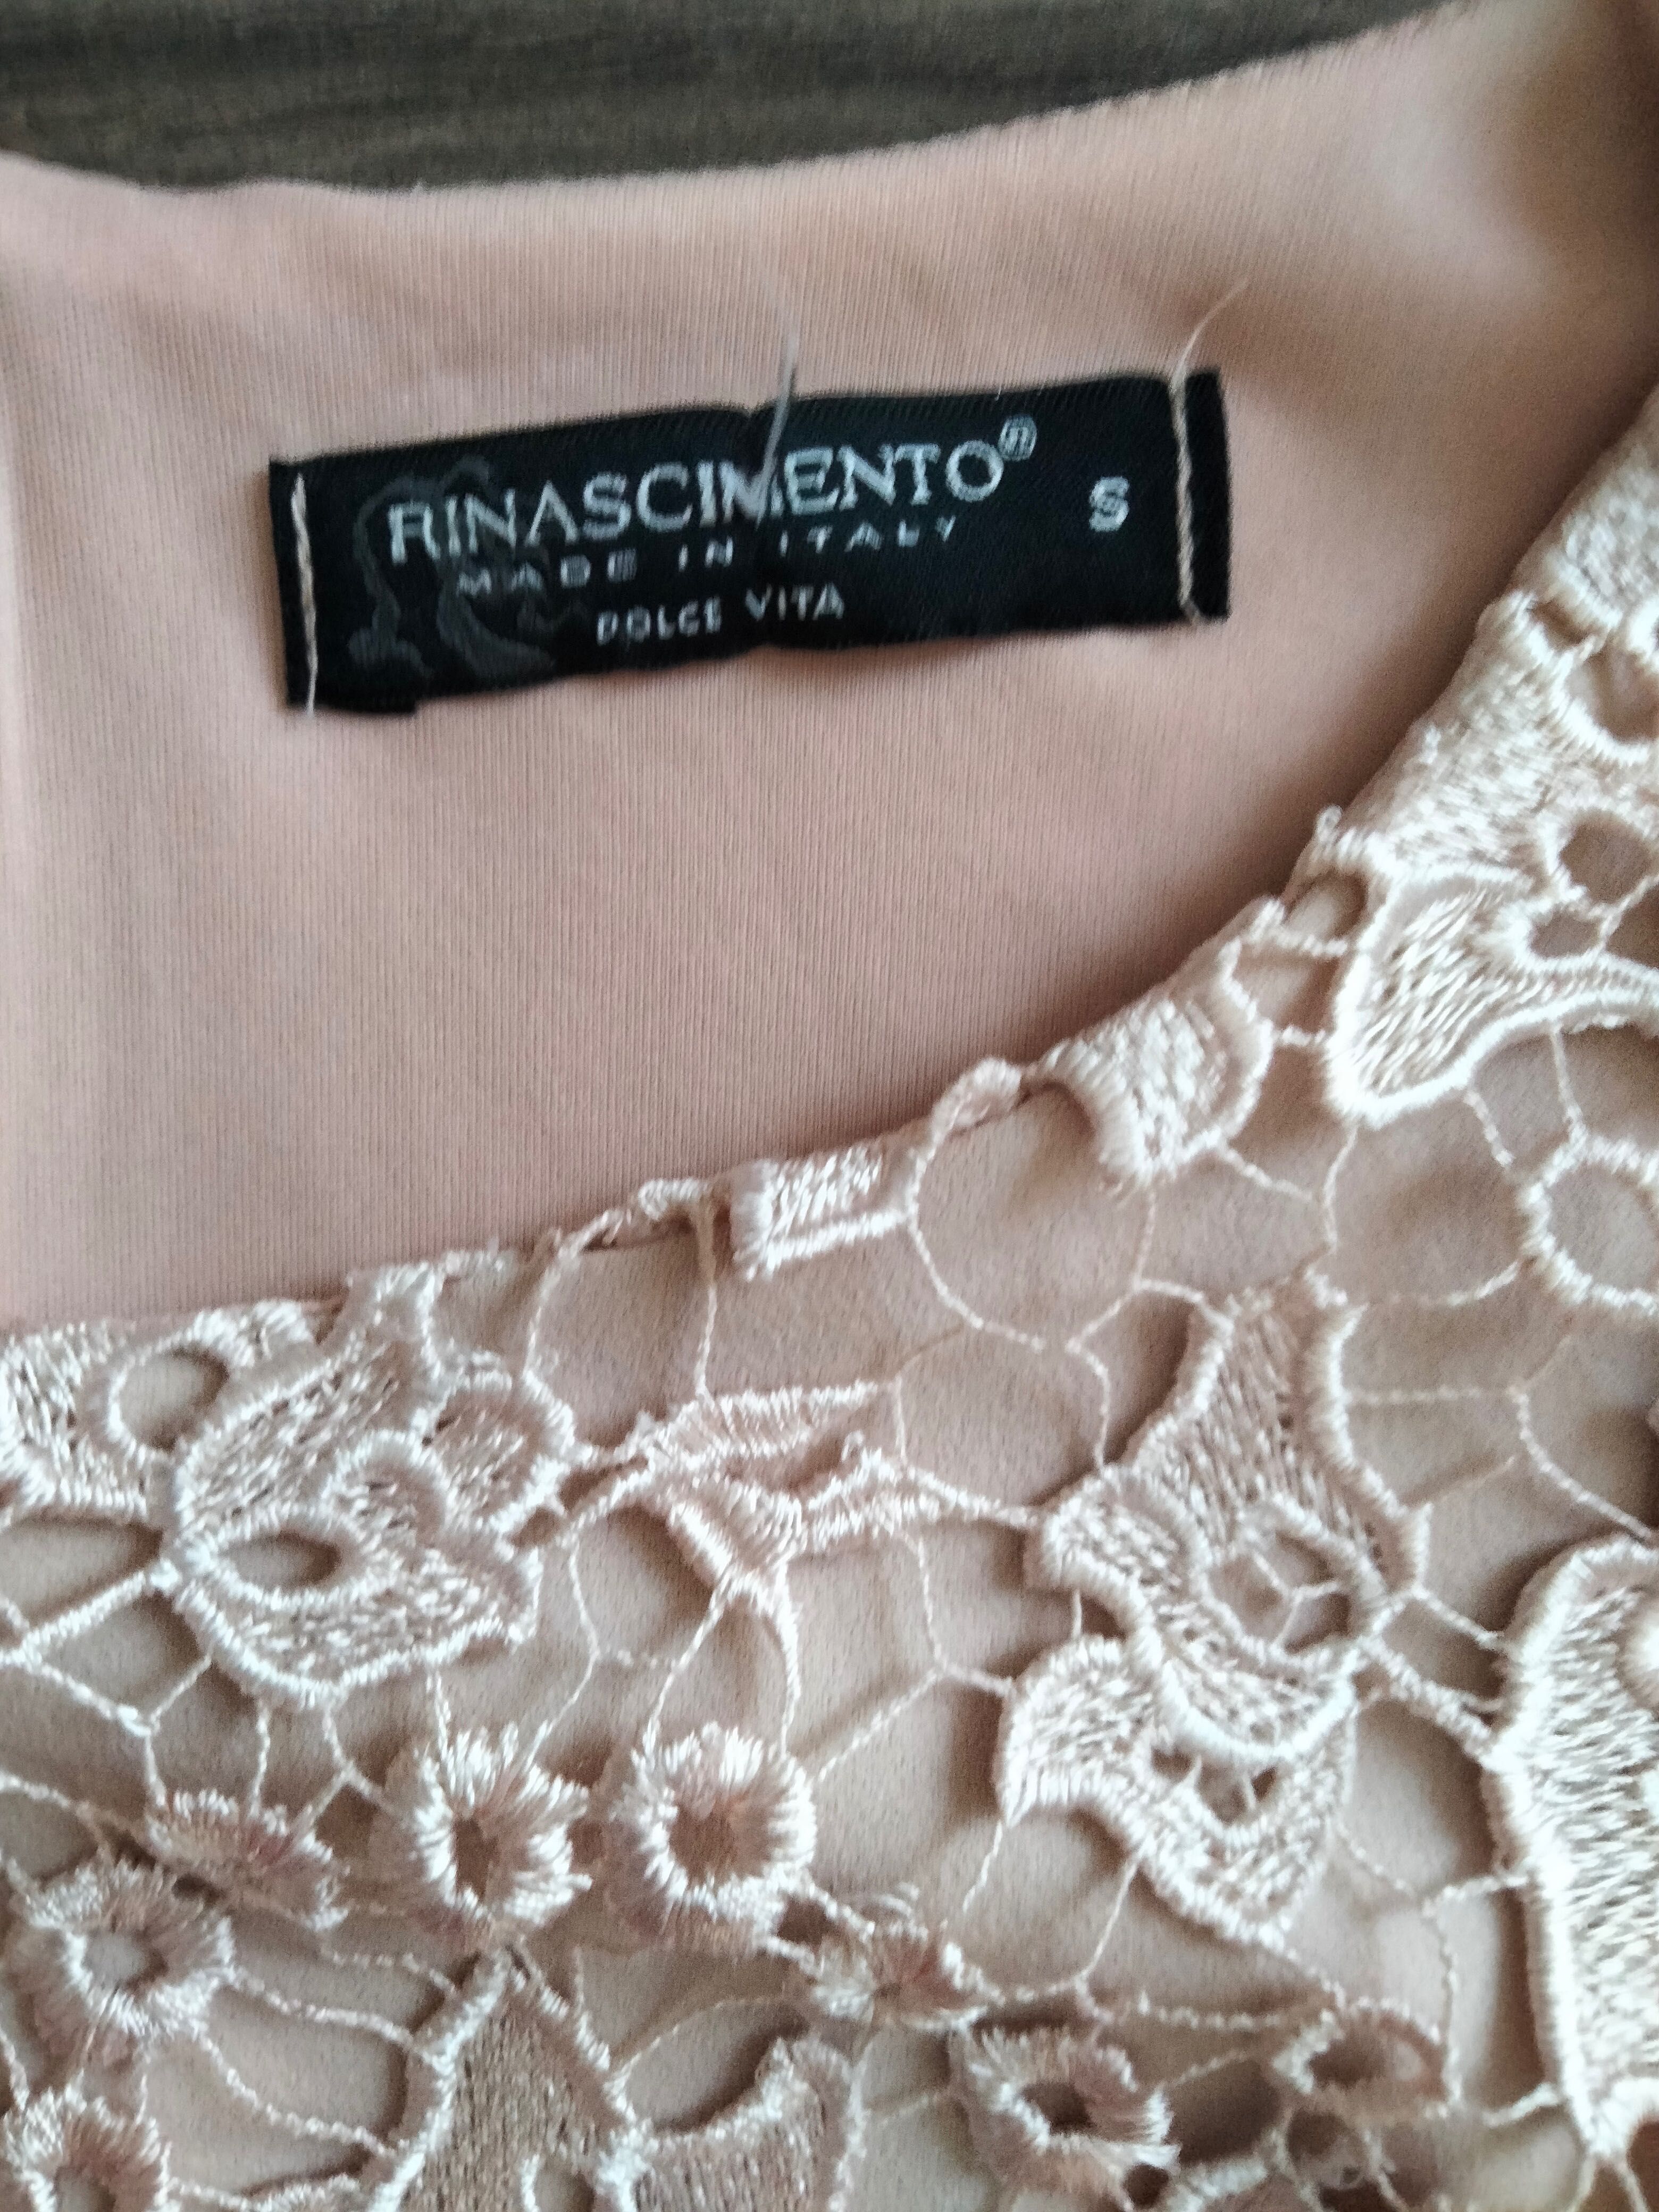 RINASCIMENTO®
S
MADE IN ITALY
DOLCE VITA